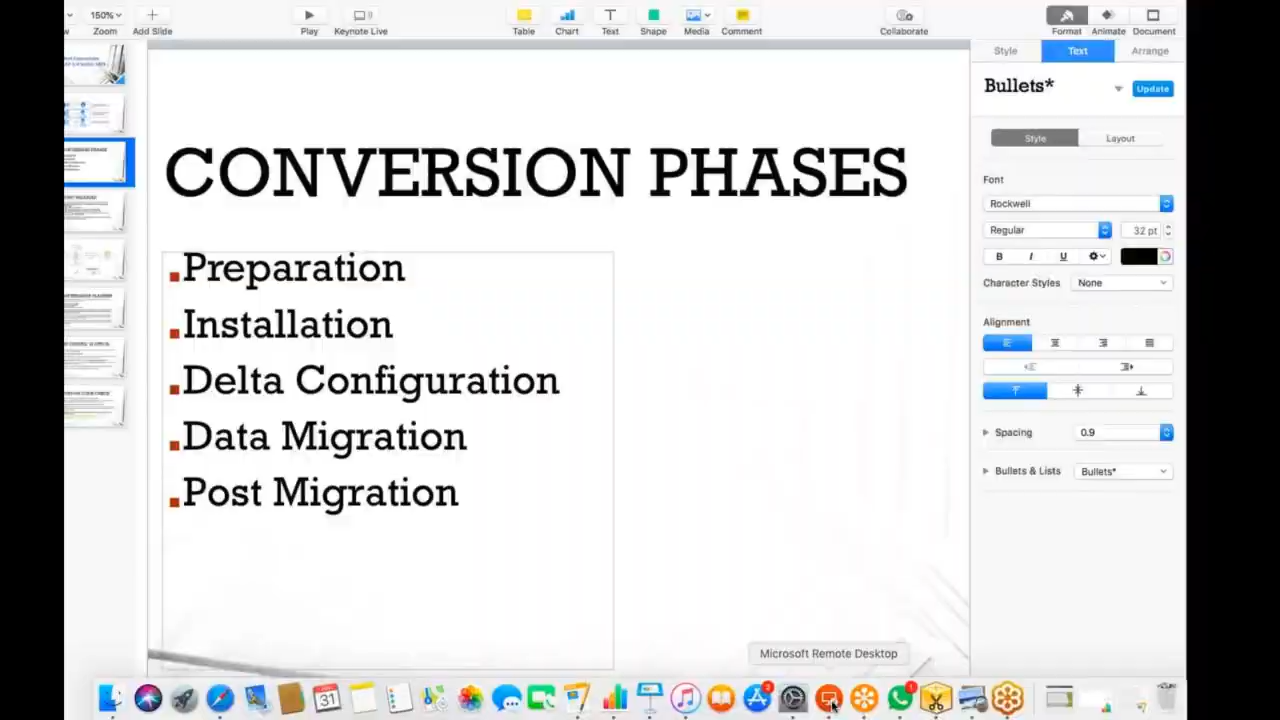 w
150%
Zoom
Add Slide
Play
Keynote Live
Table
Chart
Text
Shape
Media
Comment
Collaborate
Format
Animate
Document
Style
Text
Arrange
Bullets*
Update
Style
Layout
CONVERSION PHASES
Preparation
Installation
Delta Configuration
Data Migration
Post Migration
Font
Rockwell
Regular
32 pt
B I U
Character Styles
None
Alignment
Spacing
0.9
Bullets & Lists
Bullets*
Microsoft Remote Desktop
31